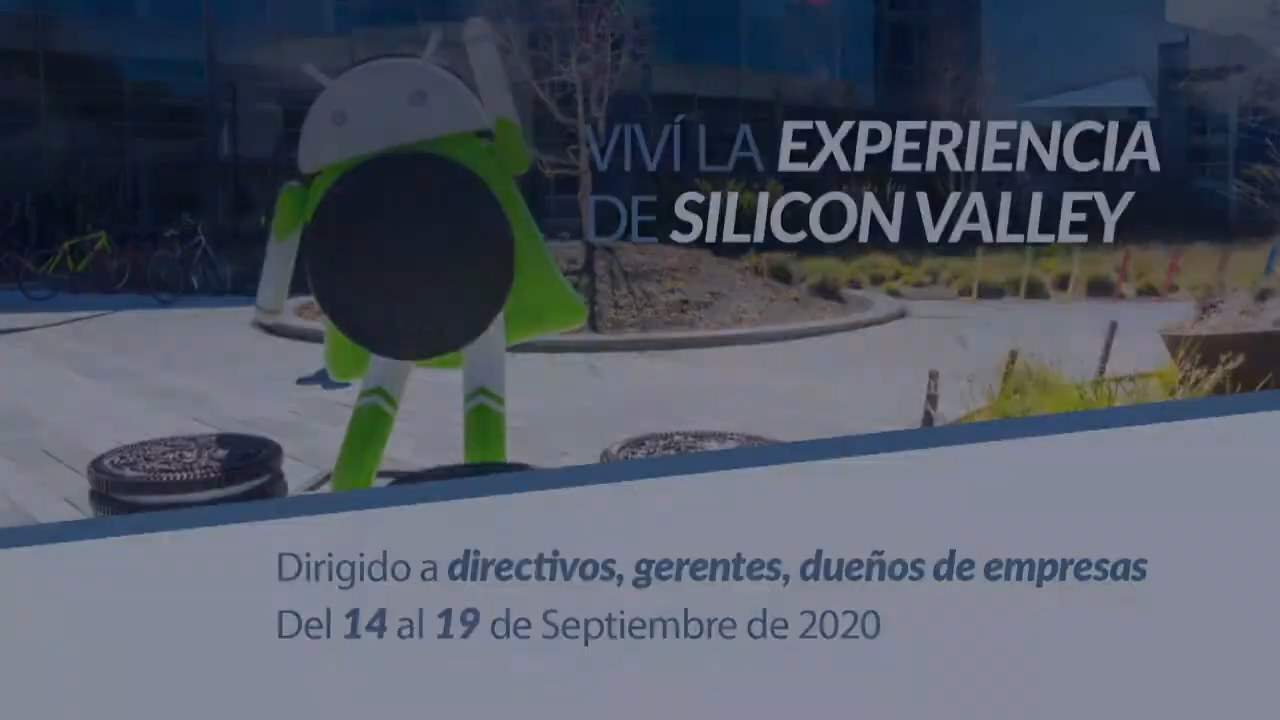 VIVÍ LA EXPERIENCIA
DE SILICON VALLEY
Dirigido a directivos, gerentes, dueños de empresas
Del 14 al 19 de Septiembre de 2020